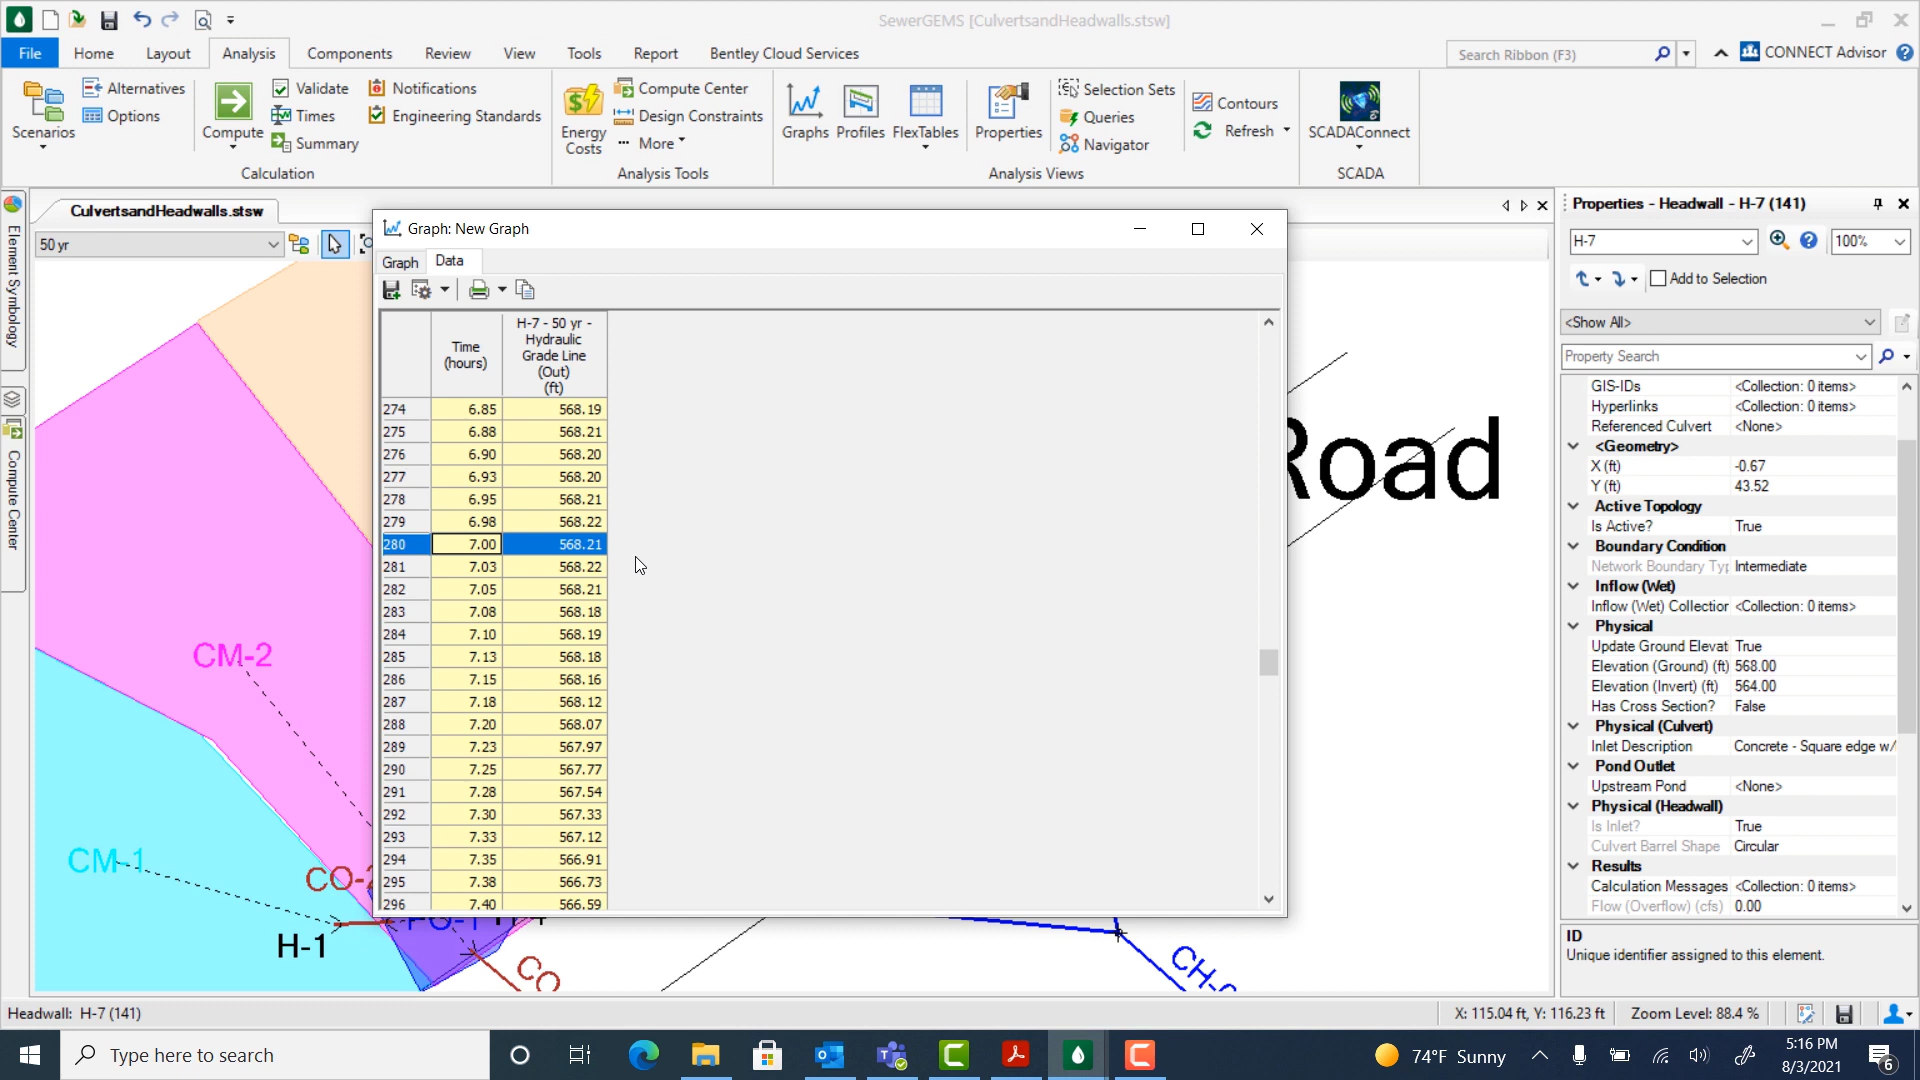 SewerGEMS [CulvertsandHeadwalls.stsw]
File Home Layout Analysis Components Review View Tools Report Bentley Cloud Services
Search Ribbon (F3)
CONNECT Advisor
Scenarios
Alternatives
Options
Compute
Validate
Times
Summary
Notifications
Engineering Standards
Calculation
Energy Costs
Compute Center
Design Constraints
More
Analysis Tools
Graphs
Profiles
FlexTables
Properties
Selection Sets
Queries
Navigator
Contours
Refresh
Analysis Views
SCADAConnect
SCADA
Element Symbology
Compute Center
CulvertsandHeadwalls.stsw
50 yr
Graph: New Graph
Graph Data
Time (hours)
H-7 - 50 yr - Hydraulic Grade Line (Out) (ft)
274 6.85 568.19
275 6.88 568.21
276 6.90 568.20
277 6.93 568.20
278 6.95 568.21
279 6.98 568.22
280 7.00 568.21
281 7.03 568.22
282 7.05 568.21
283 7.08 568.18
284 7.10 568.19
285 7.13 568.18
286 7.15 568.16
287 7.18 568.12
288 7.20 568.07
289 7.23 567.97
290 7.25 567.77
291 7.28 567.54
292 7.30 567.33
293 7.33 567.12
294 7.35 566.91
295 7.38 566.73
296 7.40 566.59
CM-2
CM-1
H-1
Road
Properties - Headwall - H-7 (141)
H-7
100%
Add to Selection
<Show All>
Property Search
GIS-IDs <Collection: 0 items>
Hyperlinks <Collection: 0 items>
Referenced Culvert <None>
<Geometry>
X (ft) -0.67
Y (ft) 43.52
Active Topology
Is Active? True
Boundary Condition
Network Boundary Typ Intermediate
Inflow (Wet)
Inflow (Wet) Collection <Collection: 0 items>
Physical
Update Ground Elevat True
Elevation (Ground) (ft) 568.00
Elevation (Invert) (ft) 564.00
Has Cross Section? False
Physical (Culvert)
Inlet Description Concrete - Square edge w/
Pond Outlet
Upstream Pond <None>
Physical (Headwall)
Is Inlet? True
Culvert Barrel Shape Circular
Results
Calculation Messages <Collection: 0 items>
Flow (Overflow) (cfs) 0.00
ID
Unique identifier assigned to this element.
Headwall: H-7 (141)
X: 115.04 ft, Y: 116.23 ft
Zoom Level: 88.4 %
Type here to search
74°F Sunny
5:16 PM
8/3/2021
6